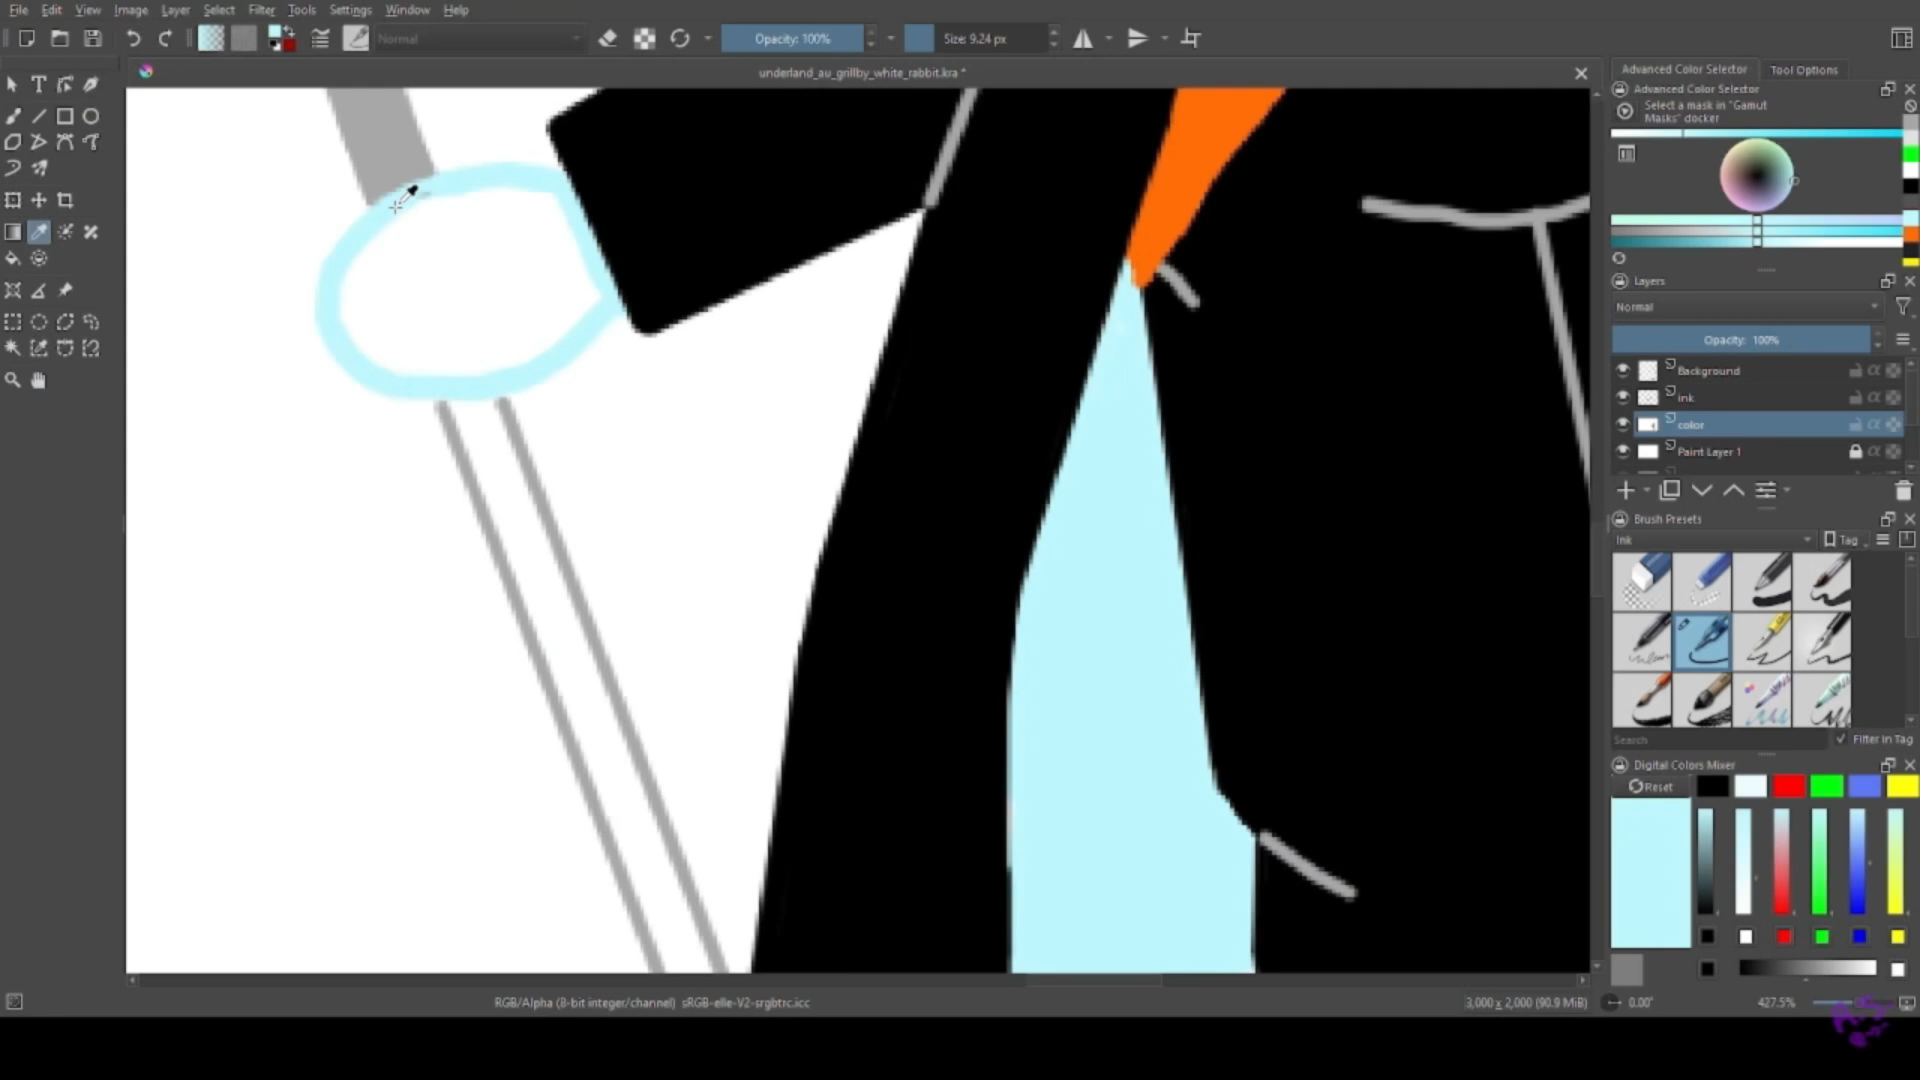 File Edit View Image Layer Select Filter Tools Settings Window Help
Normal
Opacity: 100%
Size: 9.24 px
underland_au_grillby_white_rabbit.kra *
Advanced Color Selector
Tool Options
Advanced Color Selector
Select a mask in "Gamut
Masks" docker
Layers
Normal
Opacity: 100%
Background
ink
color
Paint Layer 1
Brush Presets
Ink
Tag
Search
Filter in Tag
Digital Colors Mixer
Reset
RGB/Alpha (8-bit integer/channel) sRGB-elle-V2-srgbtrc.icc
3,000 x 2,000 (90.9 MiB)
0.00°
427.5%